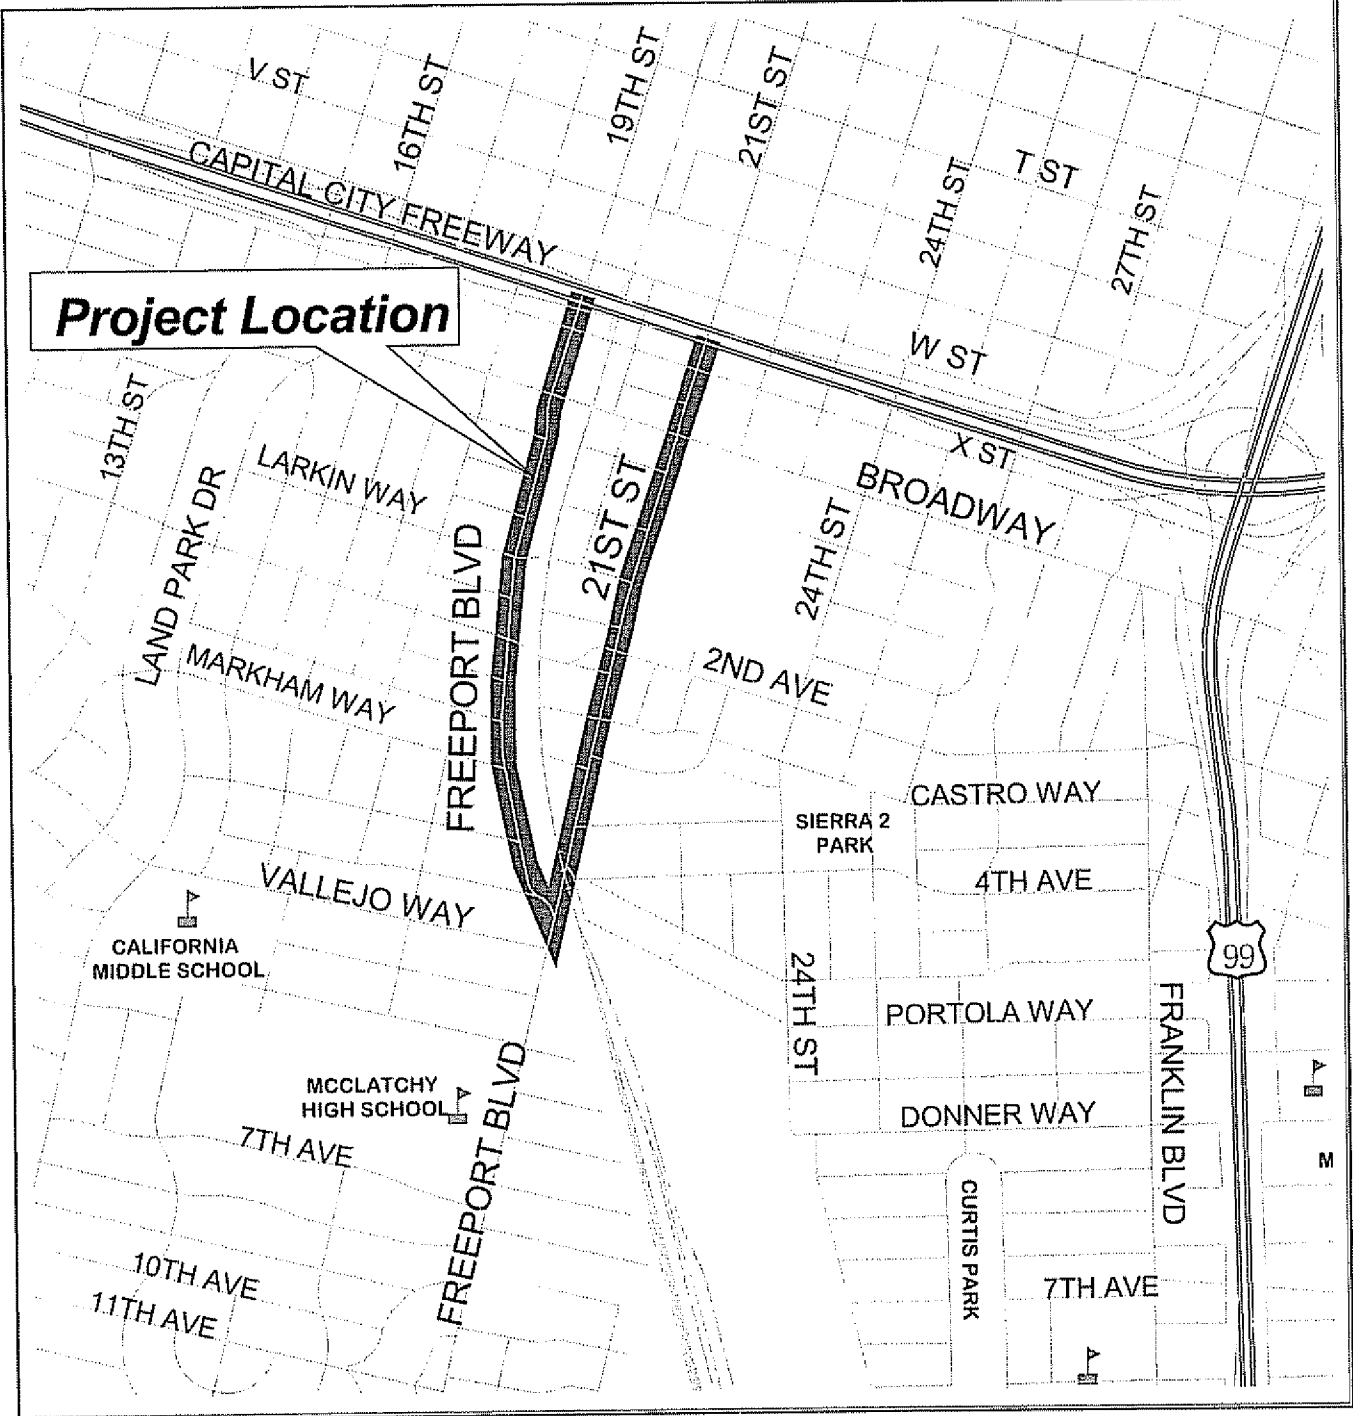 V ST
16TH ST
19TH ST
21ST ST
CAPITAL CITY FREEWAY
24TH ST
T ST
27TH ST
Project Location
W ST
13TH ST
LARKIN WAY
X ST
BROADWAY
LAND PARK DR
21ST ST
24TH ST
FREEPORT BLVD
MARKHAM WAY
2ND AVE
CASTRO WAY
SIERRA 2
PARK
VALLEJO WAY
4TH AVE
CALIFORNIA
MIDDLE SCHOOL
99
24TH ST
PORTOLA WAY
FRANKLIN BLVD
MCCLATCHY
HIGH SCHOOL
FREEPORT BLVD
DONNER WAY
7TH AVE
M
CURTIS PARK
10TH AVE
11TH AVE
7TH AVE